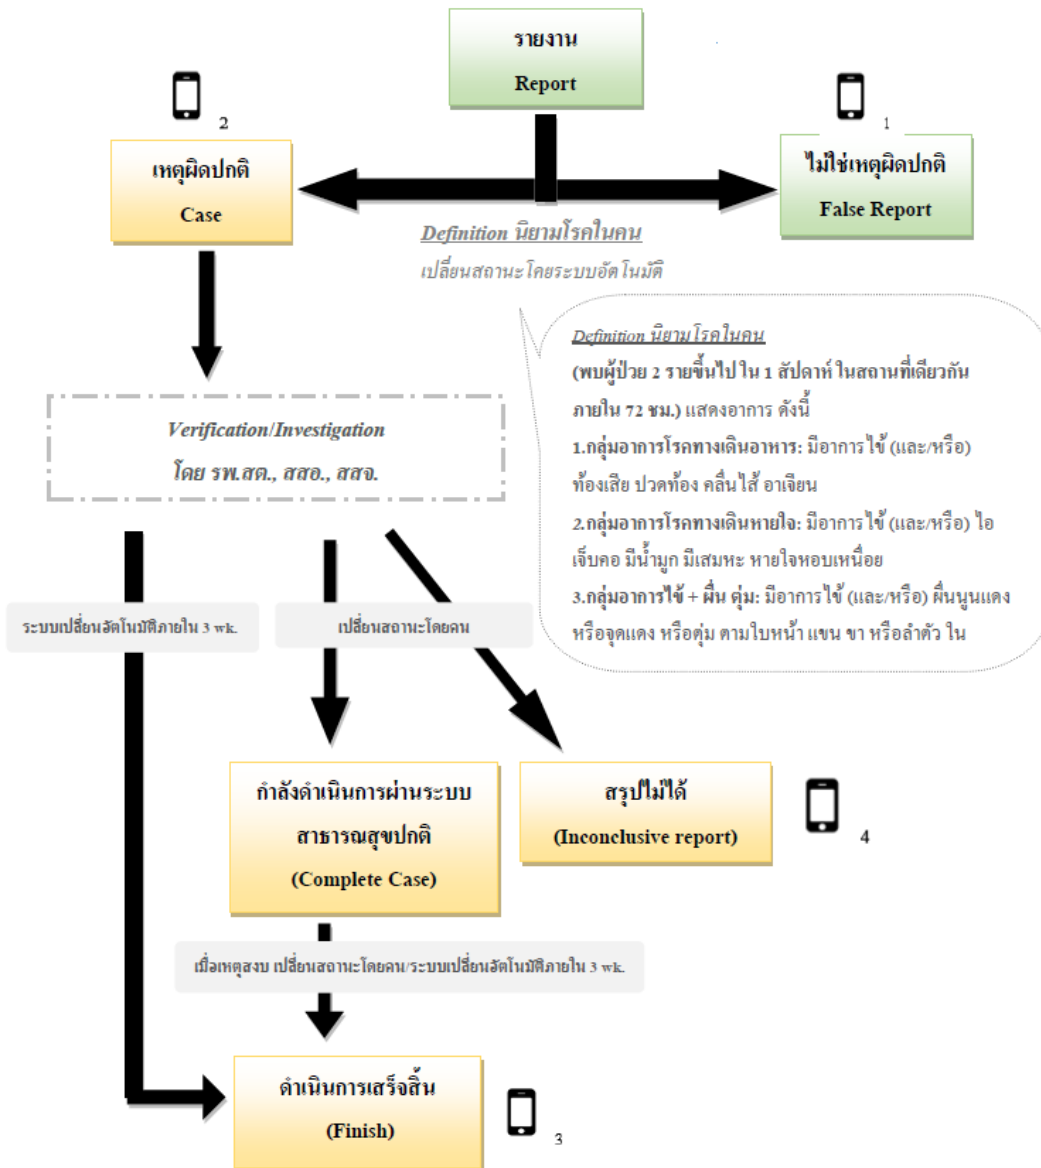 รายงาน
Report
2
1
เหตุผิดปกติ
Case
ไม่ใช่เหตุผิดปกติ
False Report
Definition นิยามโรคในคน
เปลี่ยนสถานะโดยระบบอัตโนมัติ
Definition นิยามโรคในคน
(พบผู้ป่วย 2 รายขึ้นไป ใน 1 สัปดาห์ ในสถานที่เดียวกัน
ภายใน 72 ชม.) แสดงอาการ ดังนี้
1.กลุ่มอาการโรคทางเดินอาหาร: มีอาการไข้ (และ/หรือ)
ท้องเสีย ปวดท้อง คลื่นไส้ อาเจียน
2.กลุ่มอาการโรคทางเดินหายใจ: มีอาการไข้ (และ/หรือ) ไอ
เจ็บคอ มีน้ำมูก มีเสมหะ หายใจหอบเหนื่อย
3.กลุ่มอาการไข้ + ผื่น ตุ่ม: มีอาการไข้ (และ/หรือ) ผื่นนูนแดง
หรือจุดแดง หรือตุ่ม ตามใบหน้า แขน ขา หรือลำตัว ใน
Verification/Investigation
โดย รพ.สต., สสอ., สสจ.
ระบบเปลี่ยนอัตโนมัติภายใน 3 wk.
เปลี่ยนสถานะโดยคน
กำลังดำเนินการผ่านระบบ
สาธารณสุขปกติ
(Complete Case)
สรุปไม่ได้
(Inconclusive report)
4
เมื่อเหตุสงบ เปลี่ยนสถานะโดยคน/ระบบเปลี่ยนอัตโนมัติภายใน 3 wk.
ดำเนินการเสร็จสิ้น
(Finish)
3